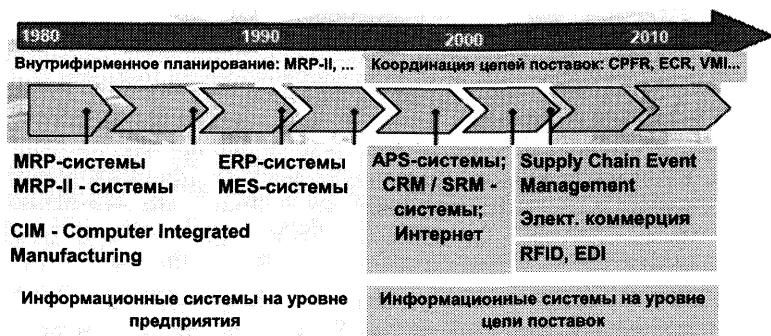 1980 1990 2000 2010
Внутрифирменное планирование: MRP-II, ... Координация цепей поставок: CPFR, ECR, VMI...
MRP-системы
MRP-II - системы
CIM - Computer Integrated
Manufacturing
ERP-системы
MES-системы
APS-системы;
CRM / SRM -
системы;
Интернет
Supply Chain Event
Management
Элект. коммерция
RFID, EDI
Информационные системы на уровне
предприятия
Информационные системы на уровне
цепи поставок